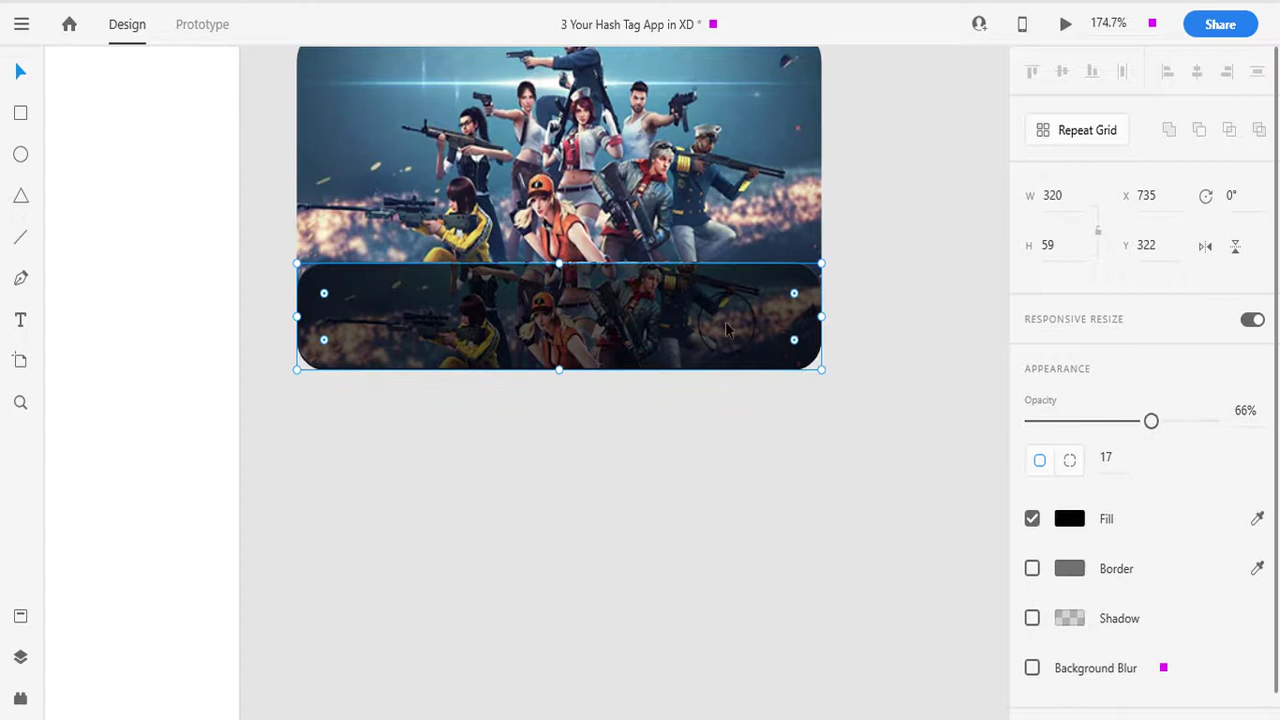 Design Prototype 3 Your Hash Tag App in XD * 174.7% Share
Repeat Grid
W 320 X 735 0°
H 59 Y 322
RESPONSIVE RESIZE
APPEARANCE
Opacity
66%
17
Fill
Border
Shadow
Background Blur
T